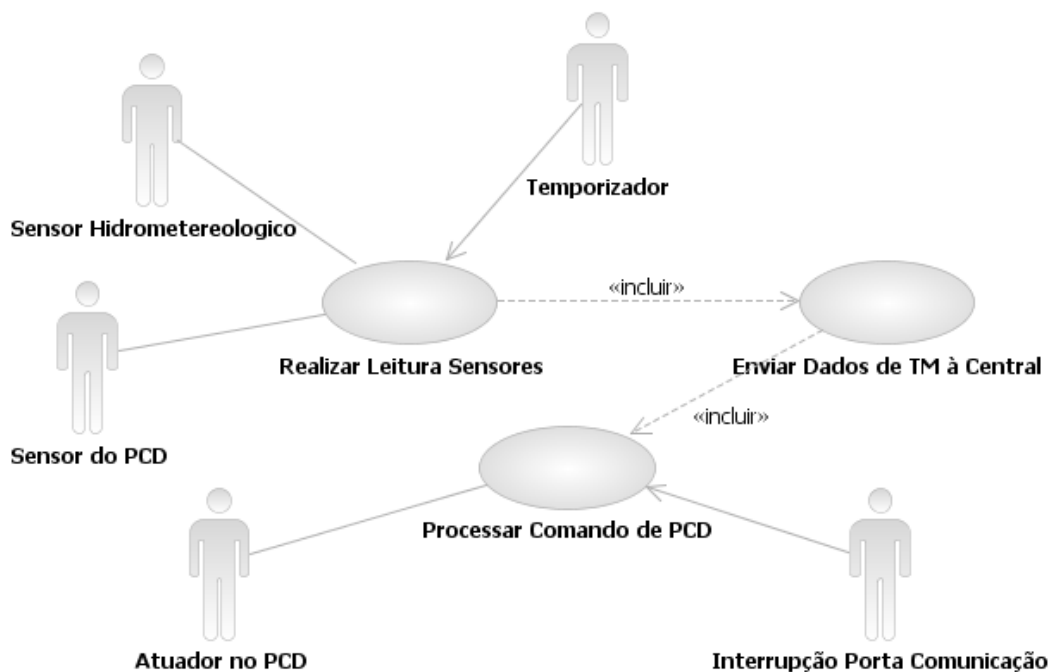 Temporizador
Sensor Hidrometereologico
«incluir»
Realizar Leitura Sensores
Enviar Dados de TM à Central
«incluir»
Sensor do PCD
Processar Comando de PCD
Atuador no PCD
Interrupção Porta Comunicação